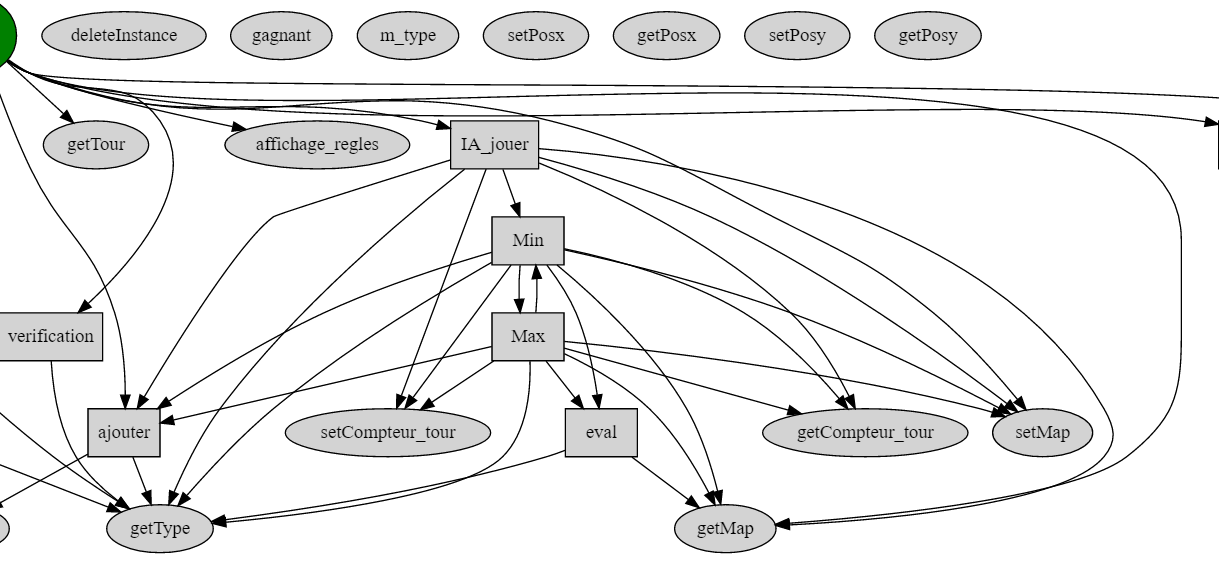 deleteInstance
gagnant
m_type
setPosx
getPosx
setPosy
getPosy
getTour
affichage_regles
IA_jouer
Min
verification
Max
ajouter
setCompteur_tour
eval
getCompteur_tour
setMap
getType
getMap